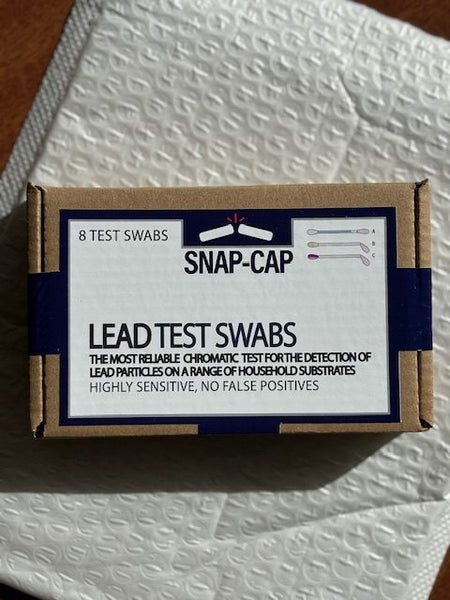 8 TEST SWABS
A
B
C
SNAP-CAP
LEAD TEST SWABS
THE MOST RELIABLE CHROMATIC TEST FOR THE DETECTION OF
LEAD PARTICLES ON A RANGE OF HOUSEHOLD SUBSTRATES
HIGHLY SENSITIVE, NO FALSE POSITIVES